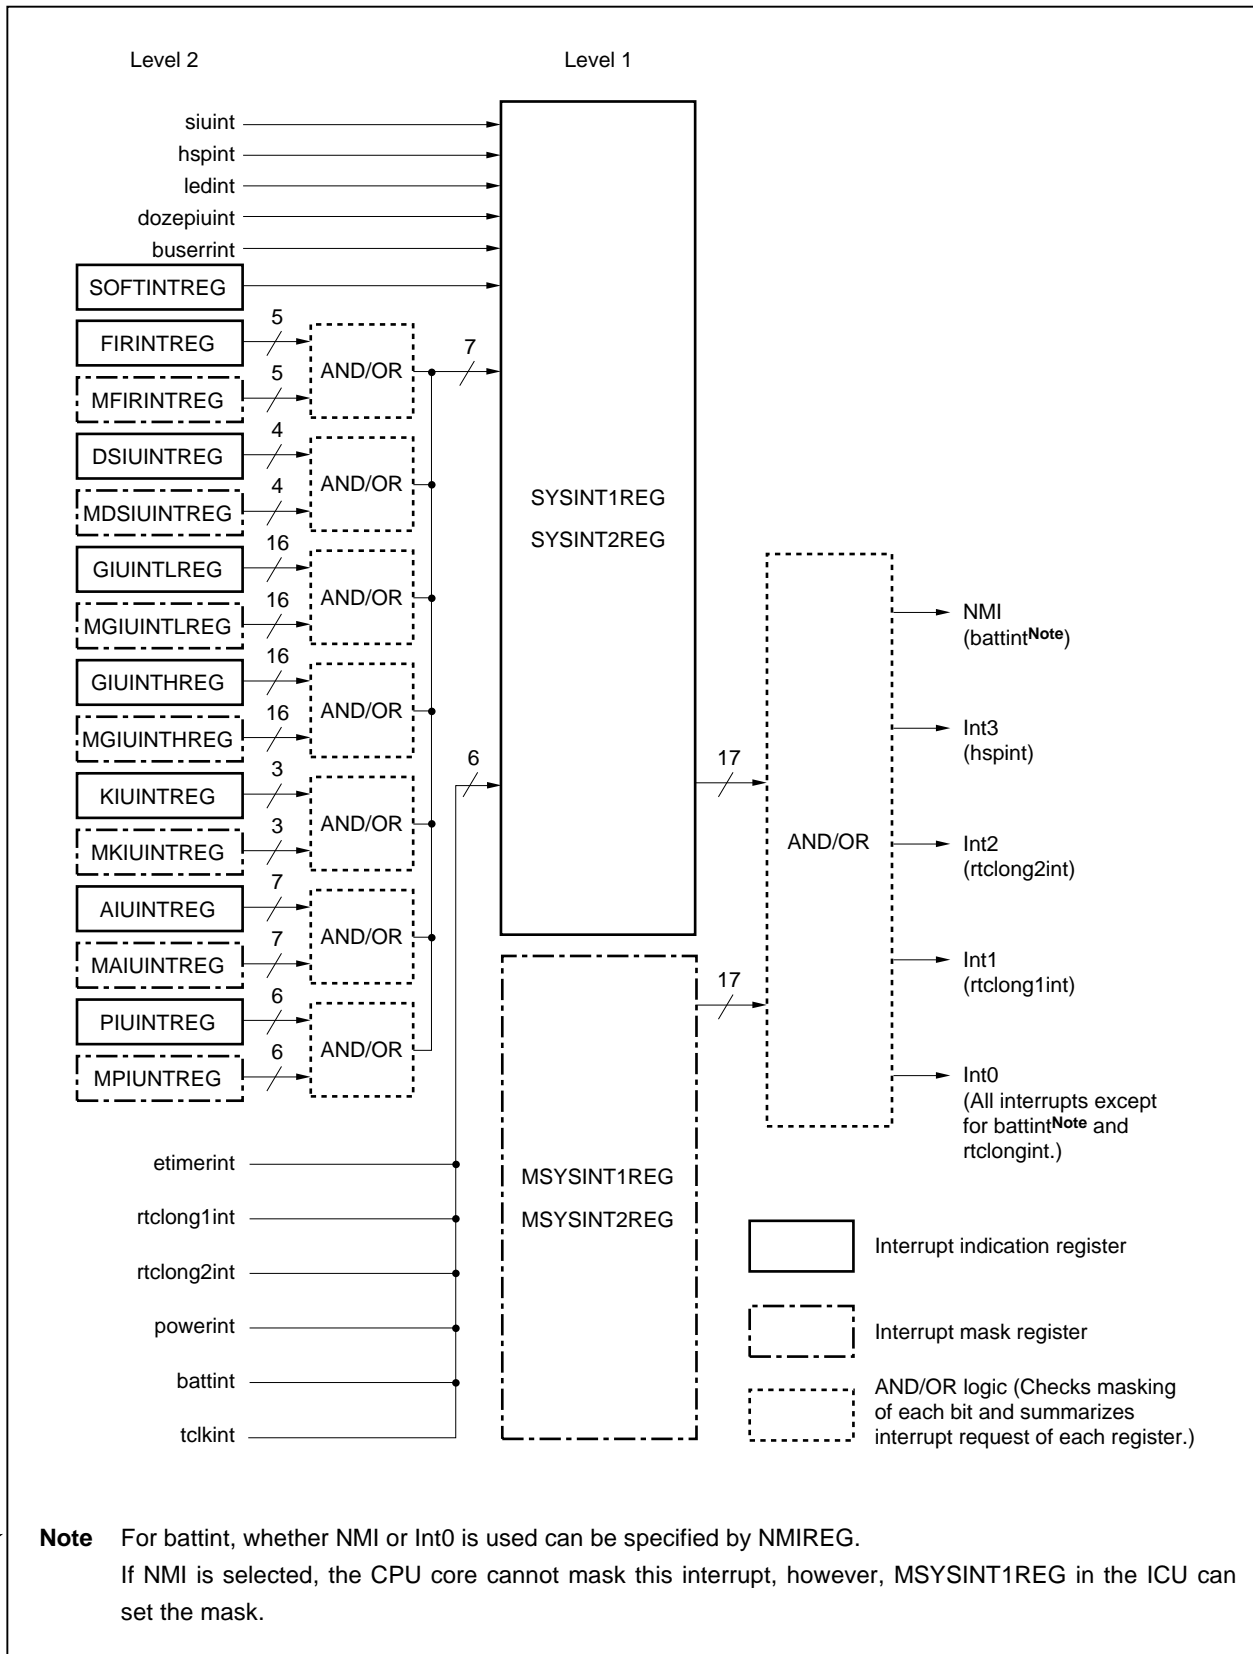 Level 2
Level 1
siuint
hspint
ledint
dozepiuint
buserrint
SOFTINTREG
FIRINTREG
5
MFIRINTREG
5
AND/OR
7
DSIUINTREG
4
MDSIUINTREG
4
AND/OR
GIUINTLREG
16
MGIUINTLREG
16
AND/OR
GIUINTHREG
16
MGIUINTHREG
16
AND/OR
KIUINTREG
3
MKIUINTREG
3
AND/OR
AIUINTREG
7
MAIUINTREG
7
AND/OR
PIUINTREG
6
MPIUNTREG
6
AND/OR
etimerint
rtclong1int
rtclong2int
powerint
battint
tclkint
6
SYSINT1REG
SYSINT2REG
17
MSYSINT1REG
MSYSINT2REG
17
AND/OR
NMI
(battintNote)
Int3
(hspint)
Int2
(rtclong2int)
Int1
(rtclong1int)
Int0
(All interrupts except
for battintNote and
rtclongint.)
Interrupt indication register
Interrupt mask register
AND/OR logic (Checks masking
of each bit and summarizes
interrupt request of each register.)
Note For battint, whether NMI or Int0 is used can be specified by NMIREG.
If NMI is selected, the CPU core cannot mask this interrupt, however, MSYSINT1REG in the ICU can
set the mask.